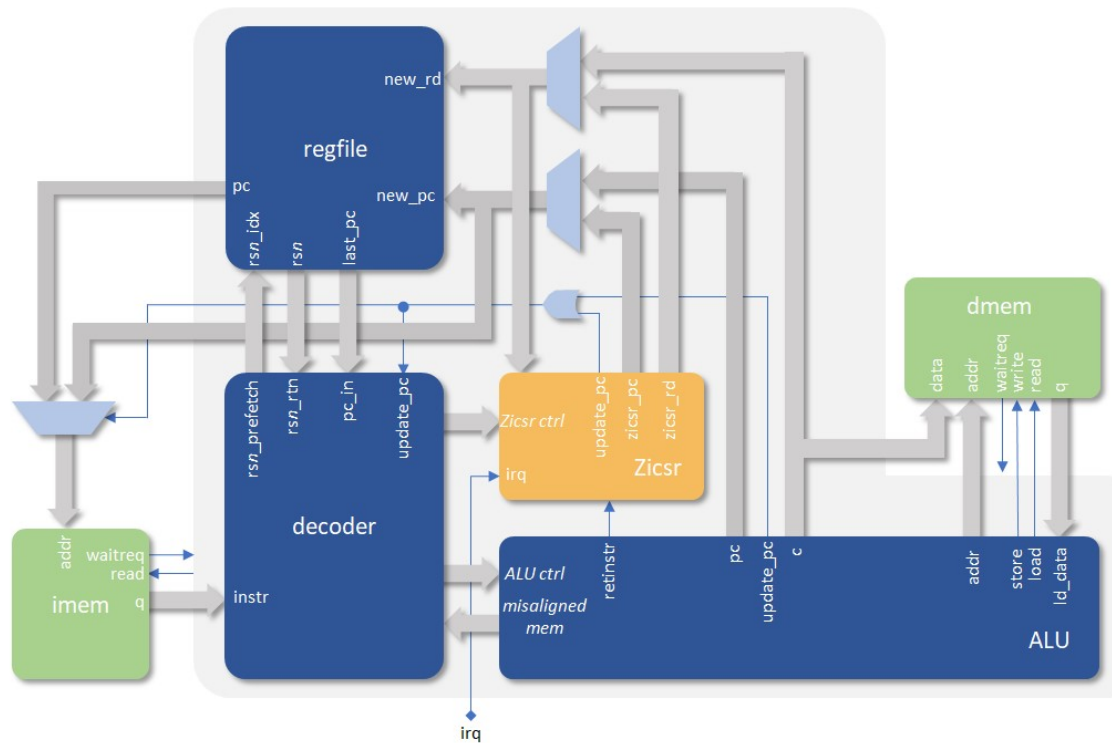 new_rd
regfile
pc
new_pc
rsn_idx
rsn
last_pc
dmem
data
addr
waitreq
write
read
q
rsn_prefetch
rsn_rtn
pc_in
update_pc
Zicsr ctrl
update_pc
zicsr_pc
zicsr_rd
irq
Zicsr
decoder
addr
waitreq
read
imem
q
instr
ALU ctrl
misaligned
mem
retinstr
pc
update_pc
c
addr
store
load
ld_data
ALU
irq